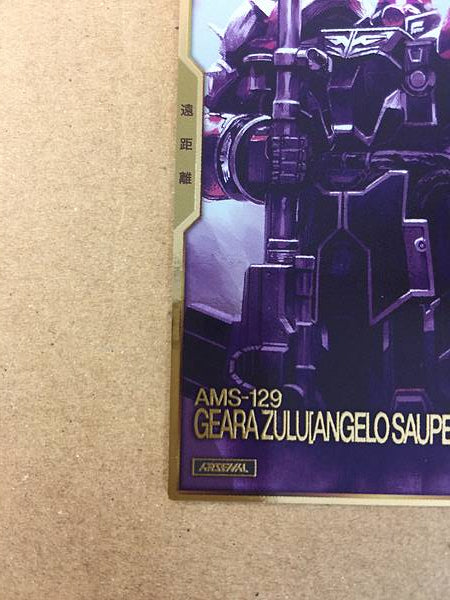 遠距離
AMS-129
GEARA ZULU[ANGELO SAUPE
ARSENAL